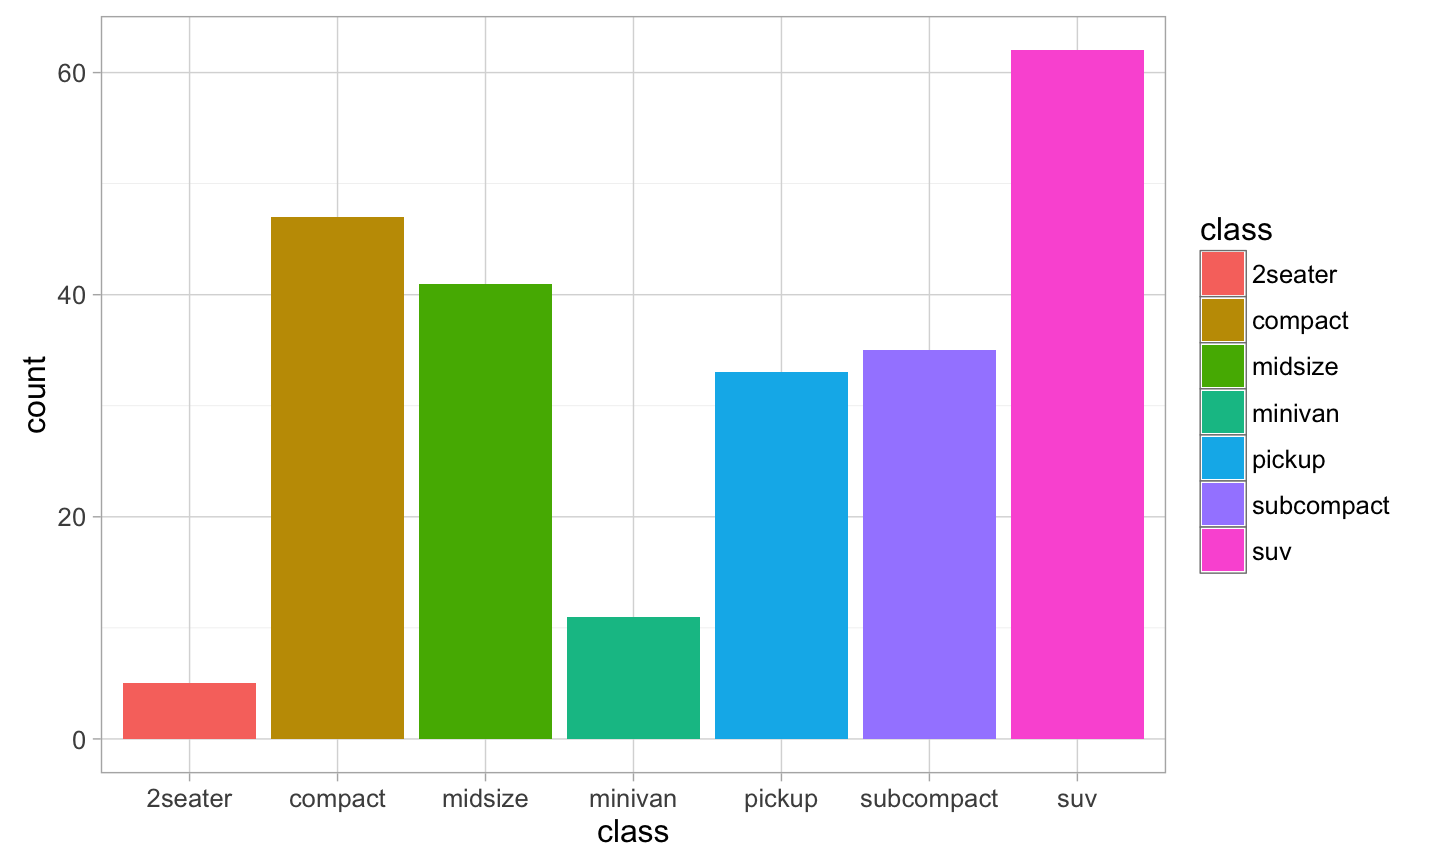 60
40
20
0
count
2seater compact midsize minivan pickup subcompact suv
class
class
2seater
compact
midsize
minivan
pickup
subcompact
suv